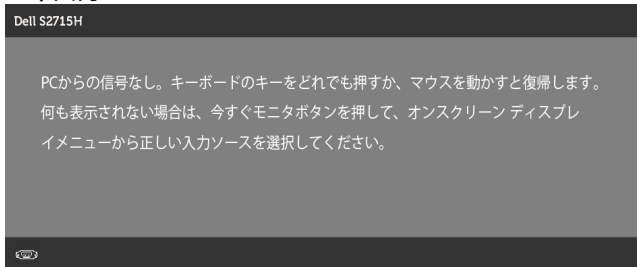 Dell S2715H
PCからの信号なし。キーボードのキーをどれでも押すか、マウスを動かすと復帰します。
何も表示されない場合は、今すぐモニタボタンを押して、オンスクリーン ディスプレ
イメニューから正しい入力ソースを選択してください。